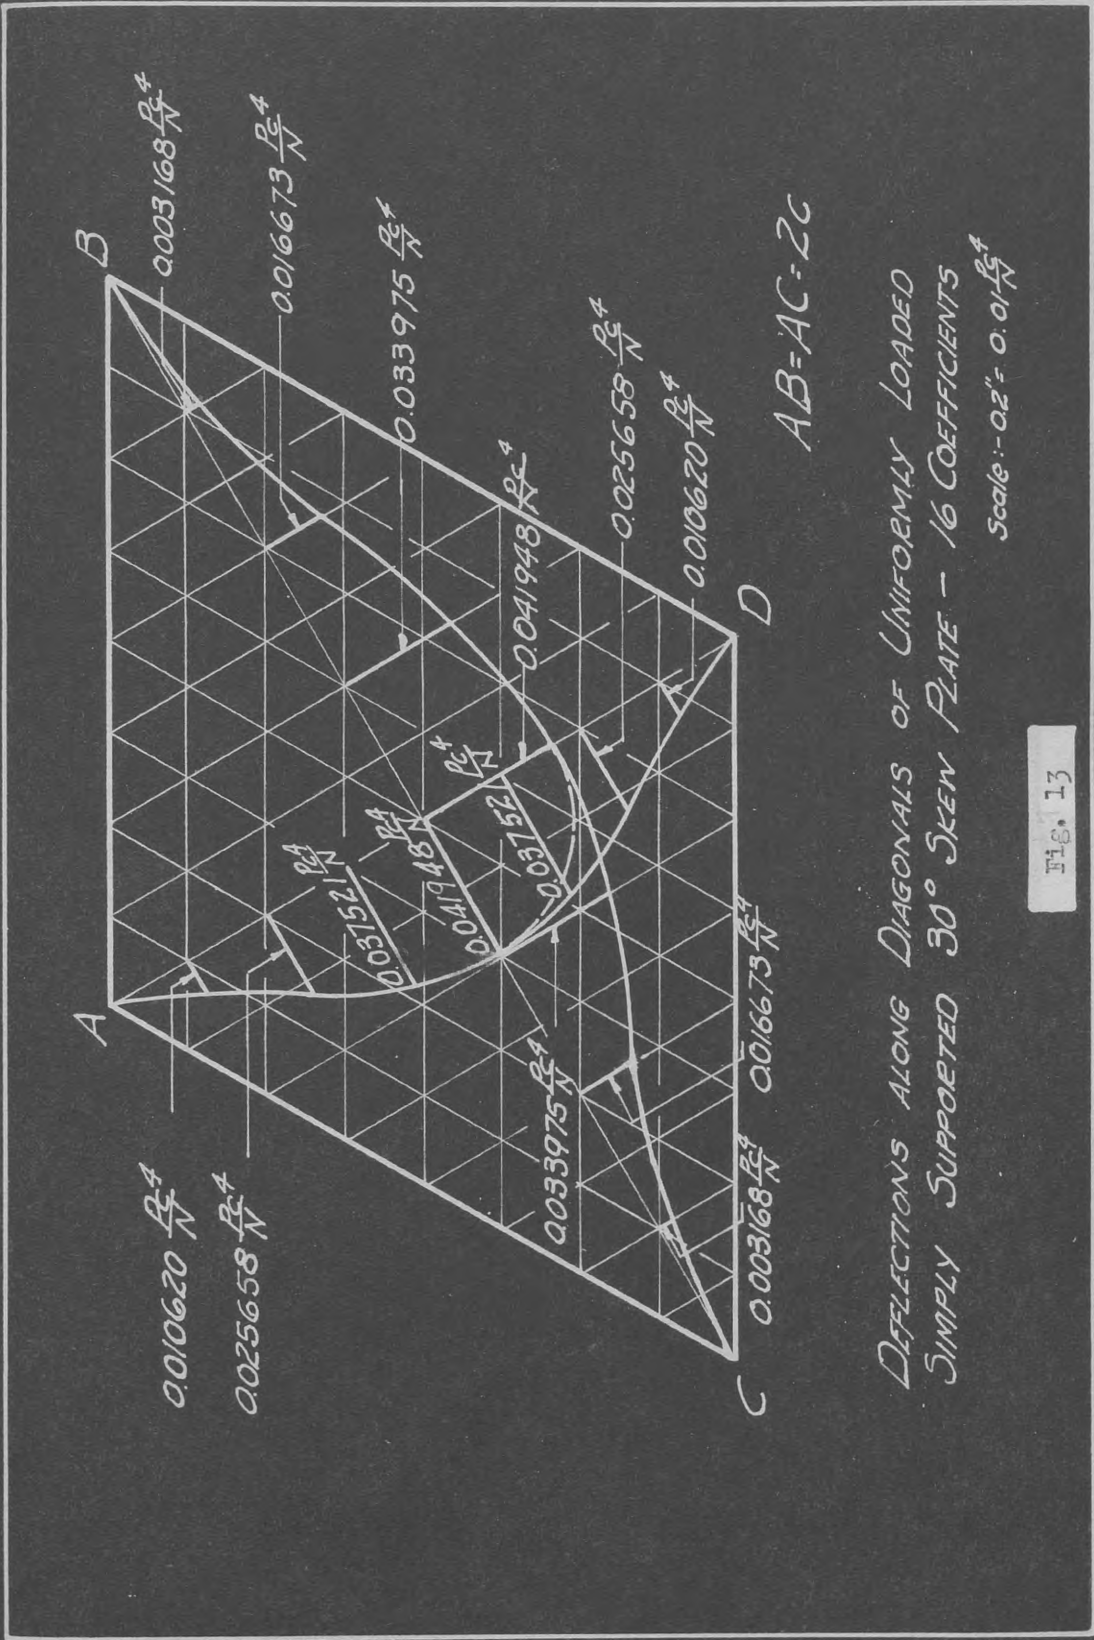 A
B
0.003168 Pc⁴/N
0.016673 Pc⁴/N
0.033975 Pc⁴/N
0.041948 Pc⁴/N
0.025658 Pc⁴/N
0.010620 Pc⁴/N
0.010620 Pc⁴/N
0.025658 Pc⁴/N
0.037521 Pc⁴/N
0.041948 Pc⁴/N
0.037521 Pc⁴/N
0.033975 Pc⁴/N
0.003168 Pc⁴/N
0.016673 Pc⁴/N
C
D
AB=AC=2C
DEFLECTIONS ALONG DIAGONALS OF UNIFORMLY LOADED
SIMPLY SUPPORTED 30° SKEW PLATE - 16 COEFFICIENTS
Scale:- 0.2"= 0.01 Pc⁴/N
Fig. 13